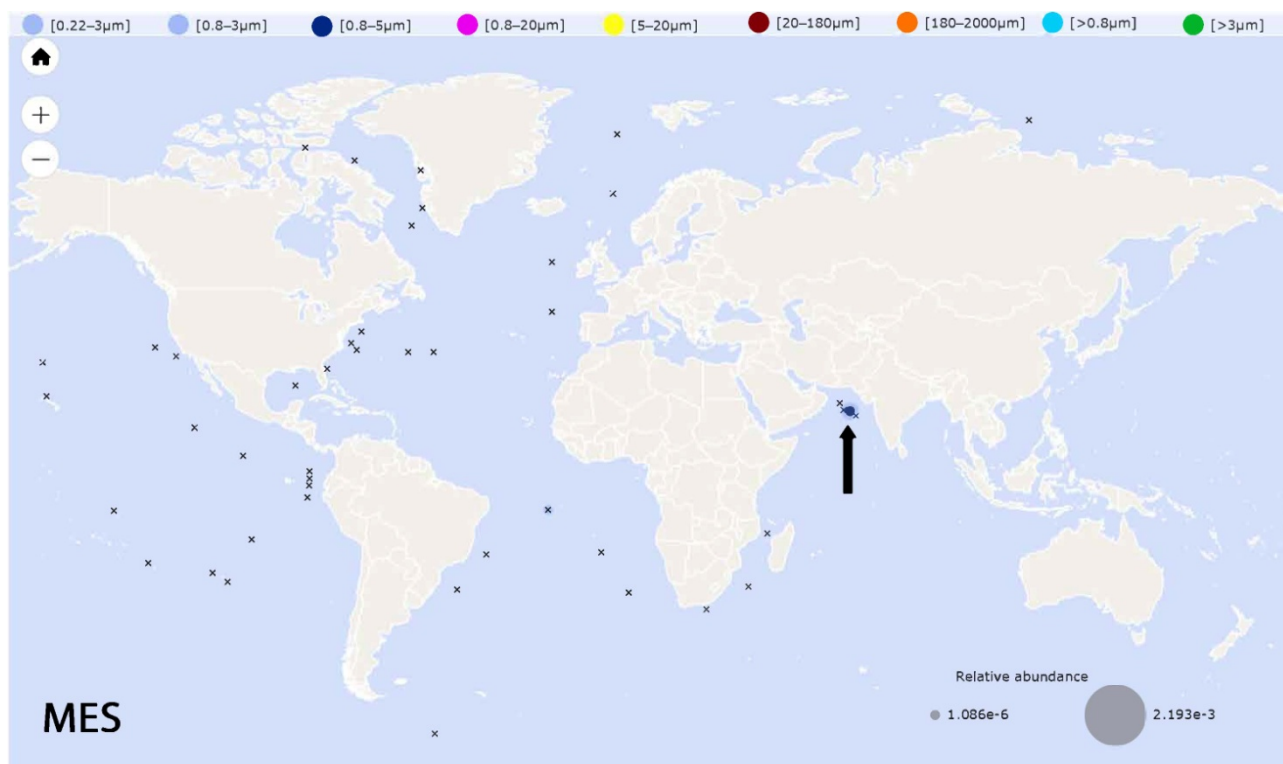 [0.22–3µm] [0.8–3µm] [0.8–5µm] [0.8–20µm] [5–20µm] [20–180µm] [180–2000µm] [>0.8µm] [>3µm]
+
−
Relative abundance
1.086e-6 2.193e-3
MES